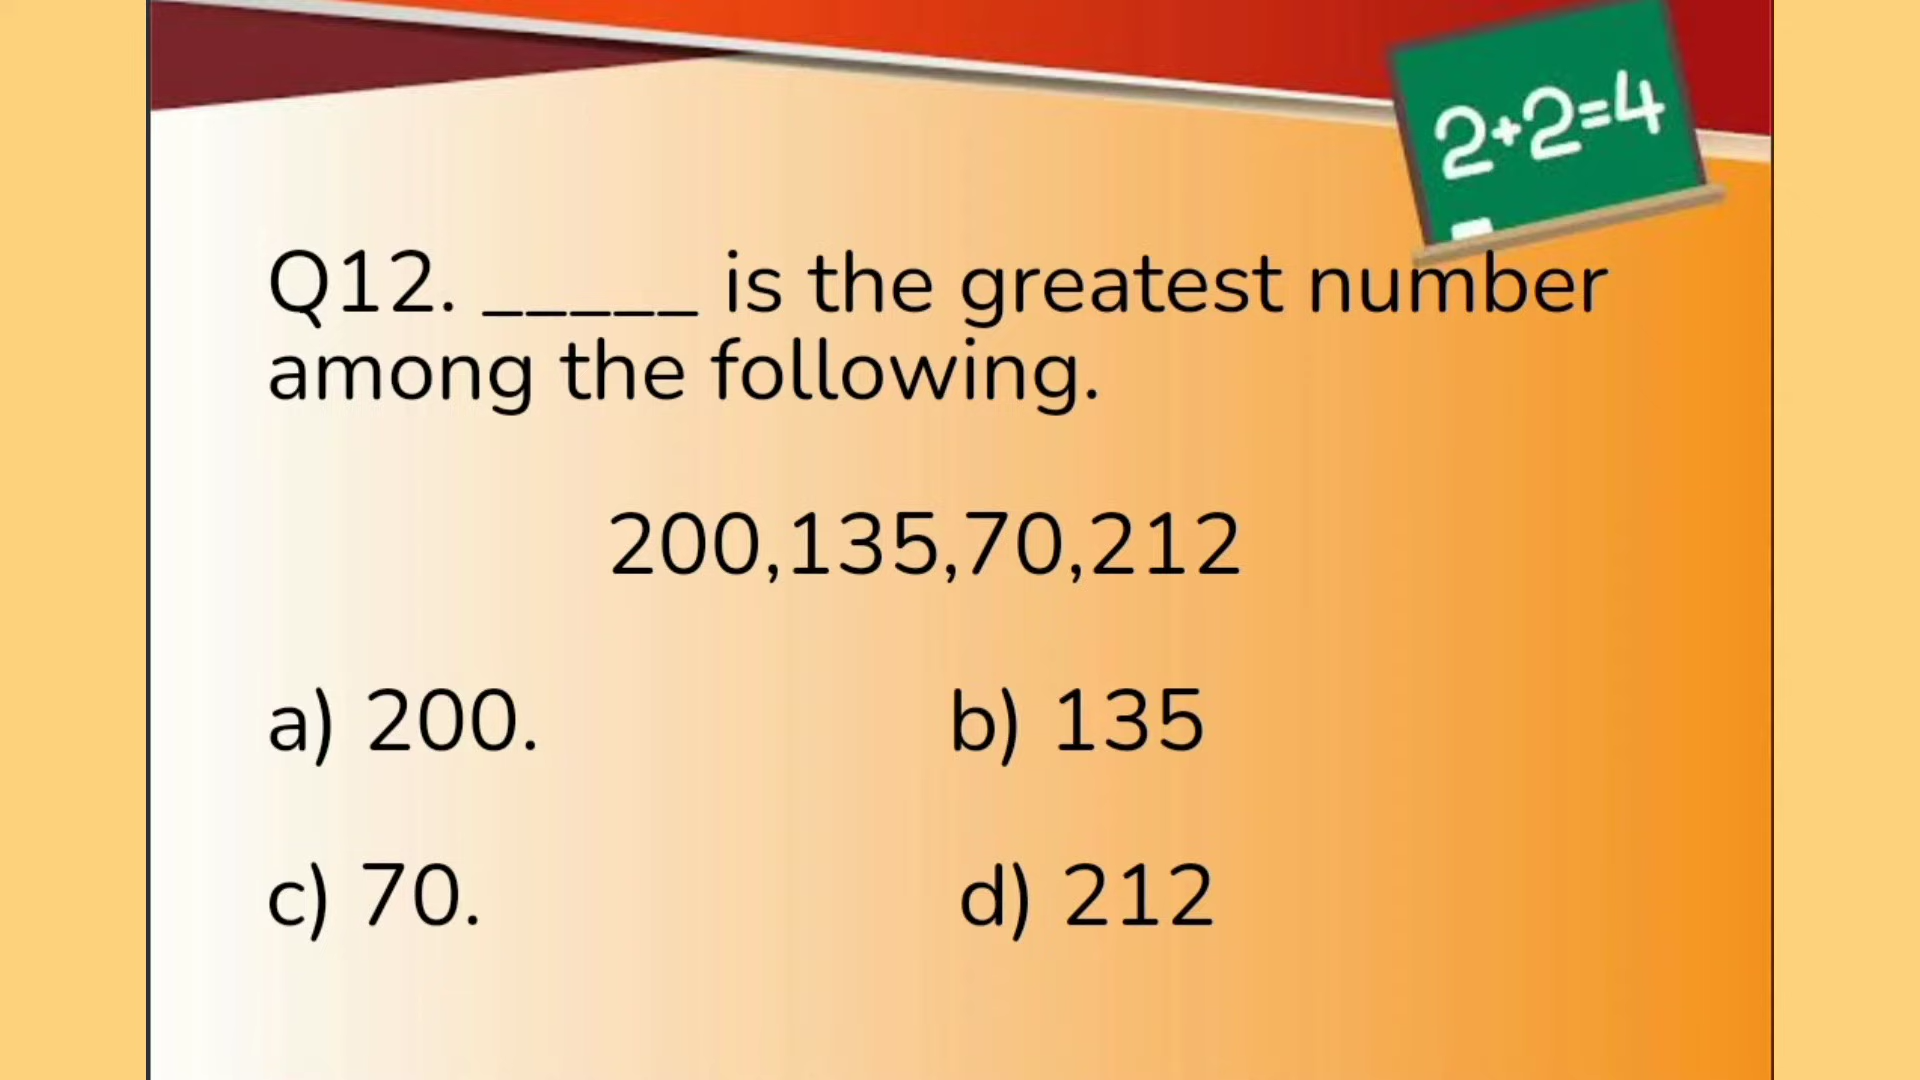 2+2=4
Q12. _____ is the greatest number
among the following.
200,135,70,212
a) 200. b) 135
c) 70. d) 212